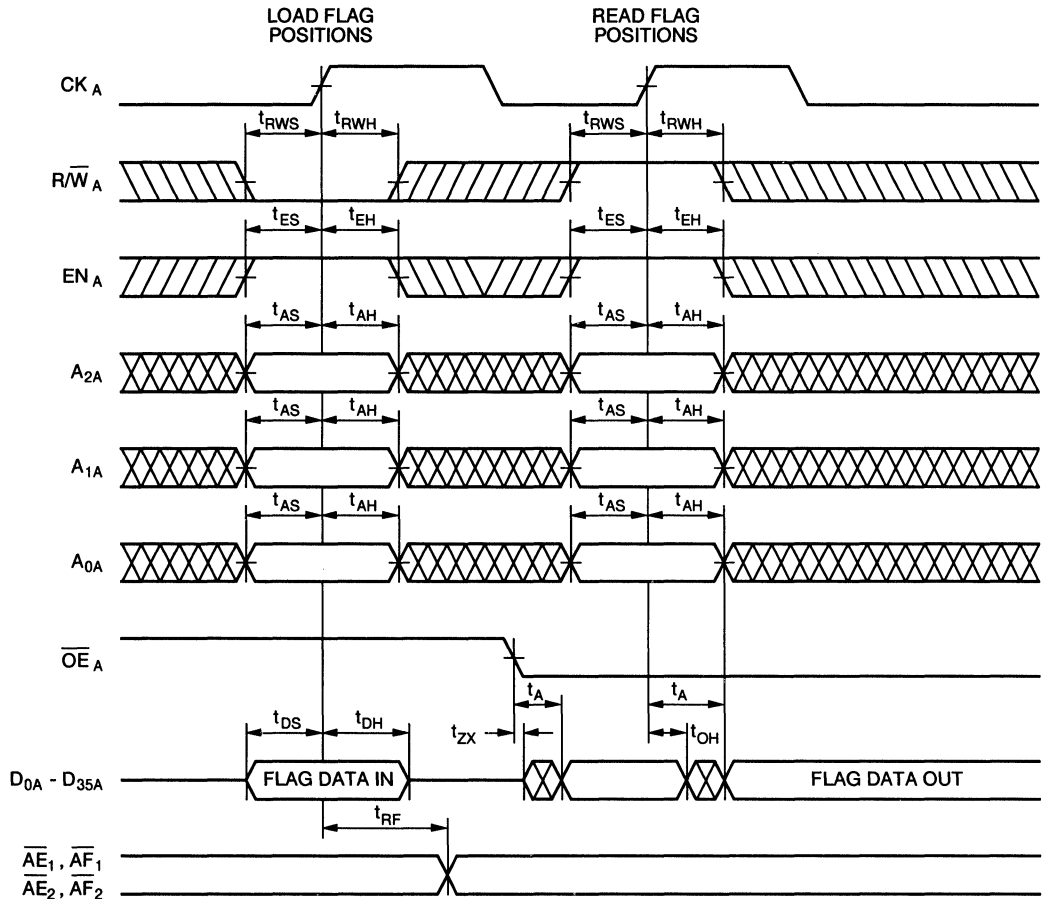 LOAD FLAG POSITIONS
READ FLAG POSITIONS
CK A
tRWS tRWH tRWS tRWH
R/W̅ A
tES tEH tES tEH
EN A
tAS tAH tAS tAH
A2A
tAS tAH tAS tAH
A1A
tAS tAH tAS tAH
A0A
O̅E̅ A
tA tA
tDS tDH tZX tOH
D0A - D35A FLAG DATA IN FLAG DATA OUT
tRF
A̅E̅1, A̅F̅1
A̅E̅2, A̅F̅2